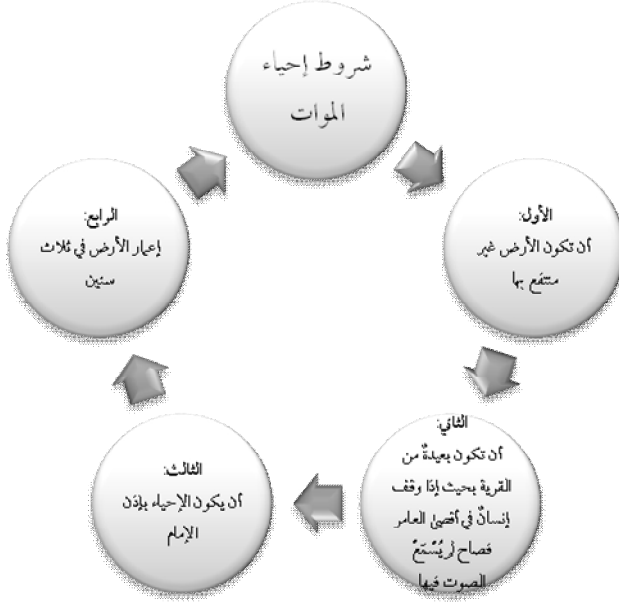 شروط إحياء
الموات
الأول:
أن تكون الأرض غير
منتفع بها
الثاني:
أن تكون بعيدةً من
القرية بحيث إذا وقف
إنسانٌ في أقصى العامر
فصاح لم يُسْمَعْ
الصوت فيها
الثالث:
أن يكون الإحياء بإذن
الإمام
الرابع:
إعمار الأرض في ثلاث
سنين